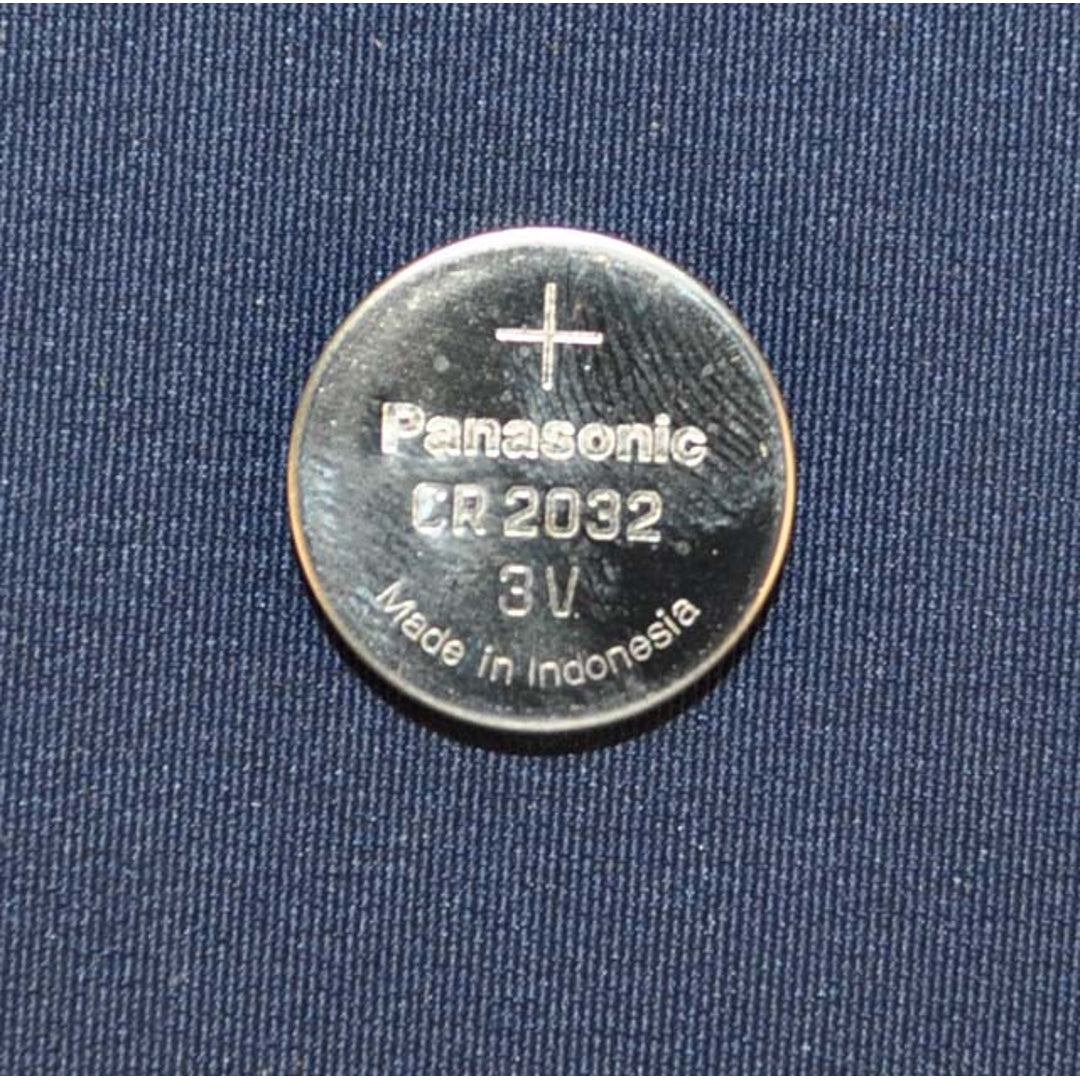 +
Panasonic
CR 2032
3V
Made in Indonesia